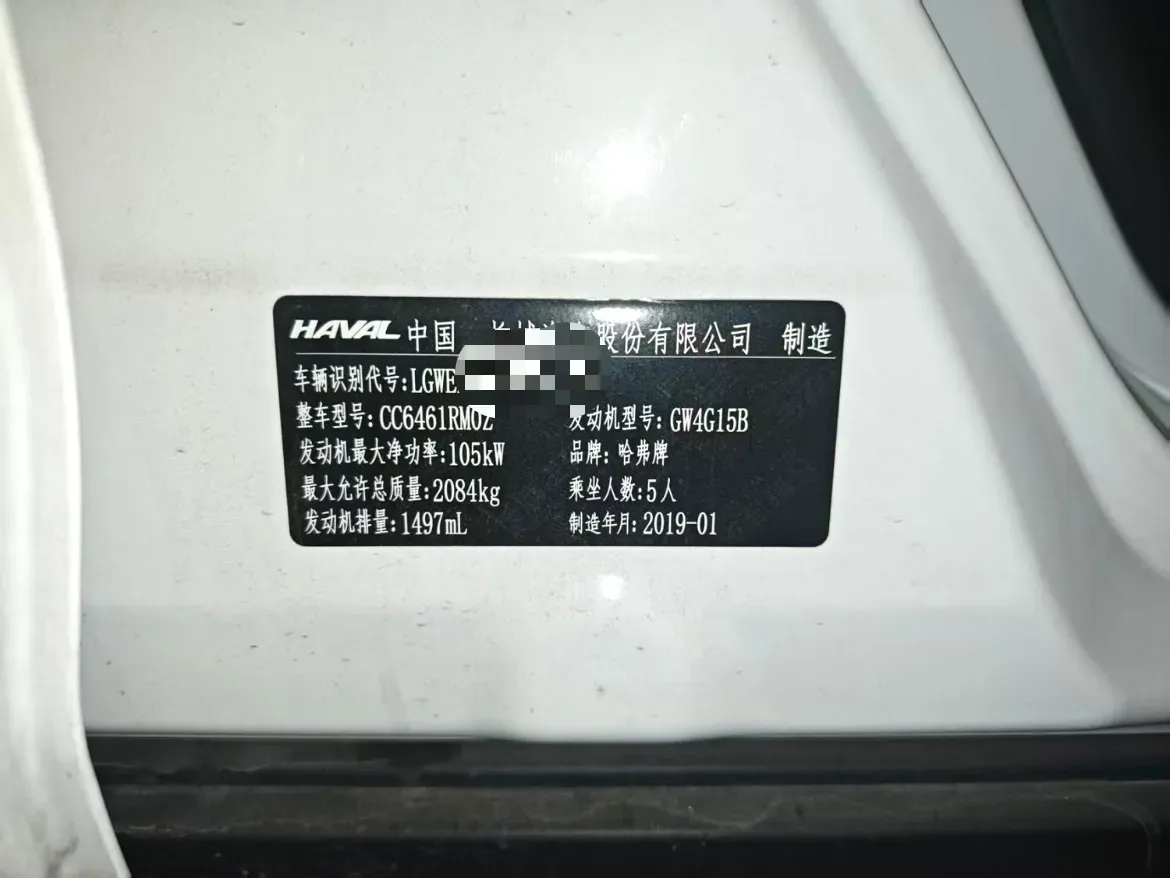 HAVAL 中国 股份有限公司 制造
车辆识别代号:LGWE
整车型号:CC6461RM0Z 发动机型号:GW4G15B
发动机最大净功率:105kW 品牌:哈弗牌
最大允许总质量:2084kg 乘坐人数:5人
发动机排量:1497mL 制造年月:2019-01